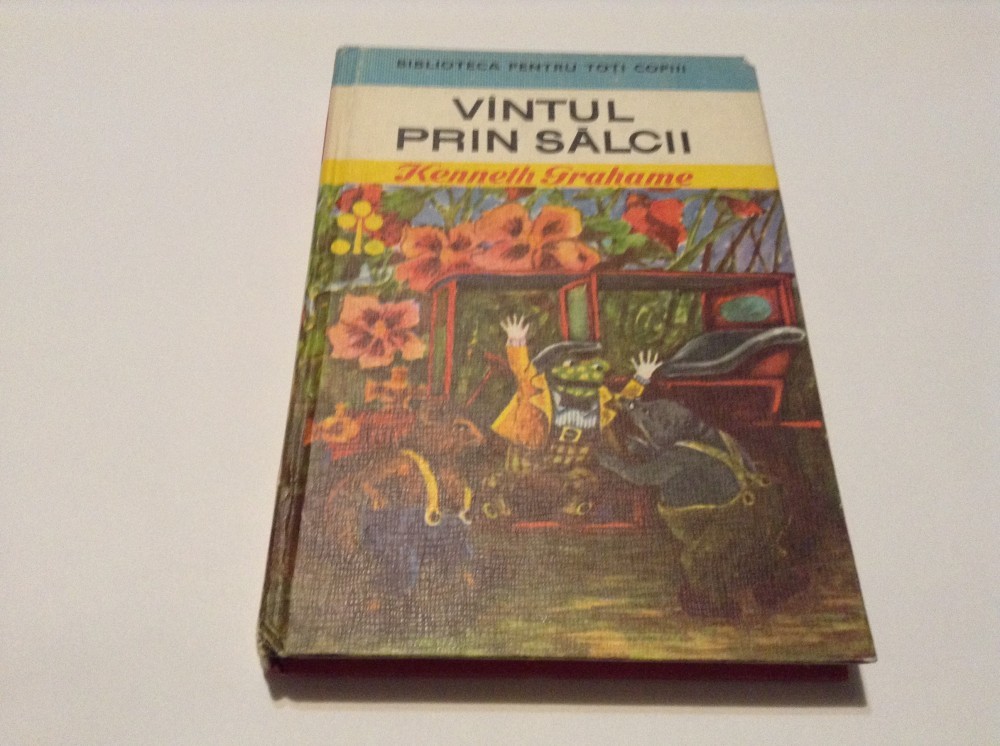 BIBLIOTECA PENTRU TOȚI COPIII
VÎNTUL
PRIN SĂLCII
Kenneth Grahame